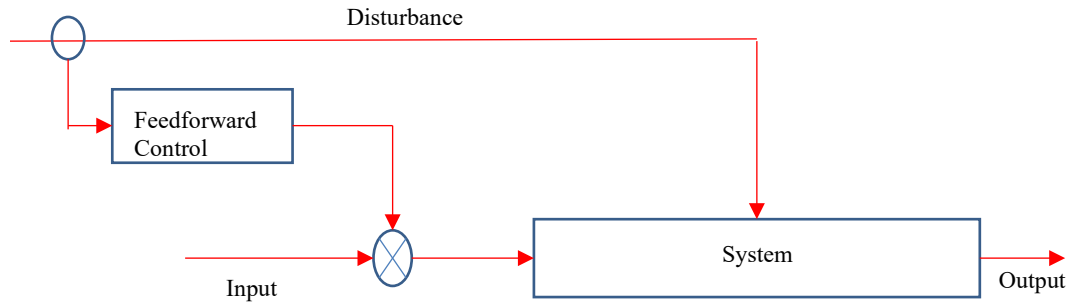 Disturbance
Feedforward
Control
System
Input
Output